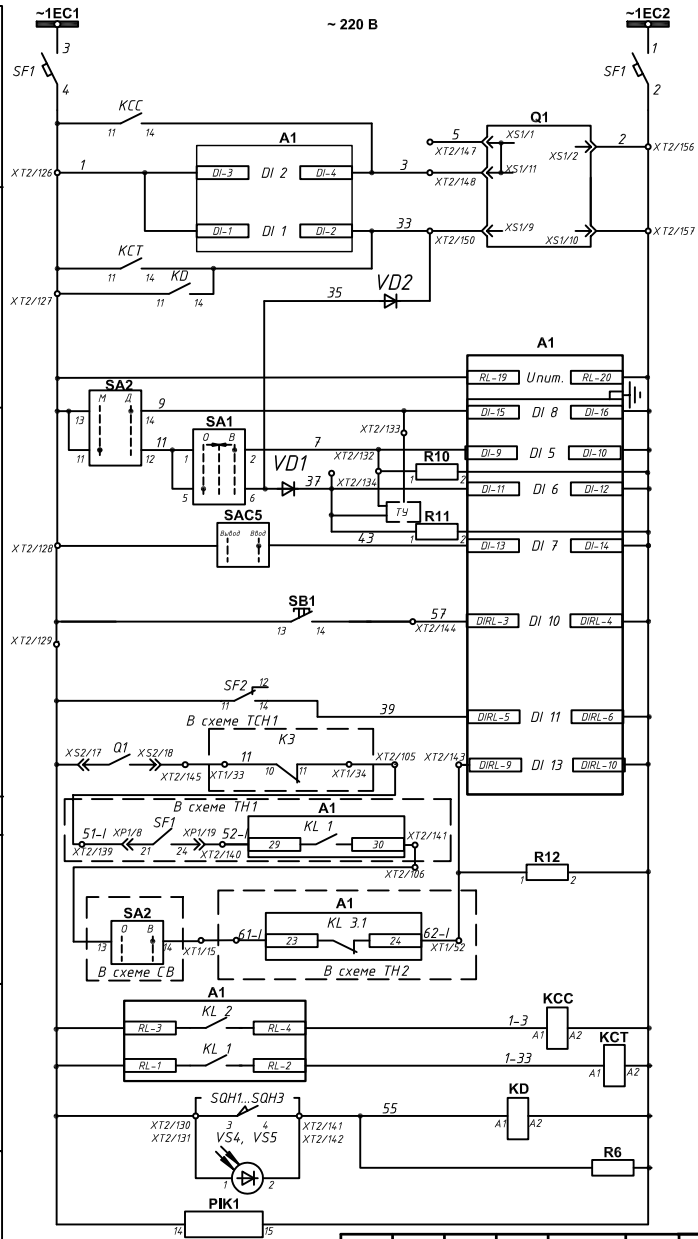 ~1EC1 ~ 220 В ~1EC2
3 1
SF1 SF1
4 2
KCC Q1
11 14 A1 5 XS1/1 2
XT2/147 XS1/2 XT2/156
XT2/126 1 DI-3 DI 2 DI-4 3 XS1/11
XT2/148
DI-1 DI 1 DI-2 33 XS1/9
XT2/150 XS1/10 XT2/157
KCT
11 14 KD
XT2/127 11 14 35 VD2
A1
RL-19 Uпит. RL-20
SA2
М Д 9
13 14 XT2/133 DI-15 DI 8 DI-16
SA1
11 12 11 О В 7
1 2 XT2/132 R10 DI-9 DI 5 DI-10
VD1 XT2/134 1 2
5 6 37 DI-11 DI 6 DI-12
ТУ R11
SAC5
Вывод Ввод 43 1 2
XT2/128 DI-13 DI 7 DI-14
SB1 57
13 14 XT2/144 DIRL-3 DI 10 DIRL-4
XT2/129
SF2 12
11 14 39 DIRL-5 DI 11 DIRL-6
В схеме ТСН1
K3
XS2/17 Q1 XS2/18 11 10 11 XT2/105 XT2/143
XT2/145 XT1/33 XT1/34 DIRL-9 DI 13 DIRL-10
В схеме ТН1
A1
51-I XP1/8 SF1 XP1/19 52-I KL 1 XT2/141
XT2/139 21 24 XT2/140 29 30
XT2/106 R12
1 2
A1
SA2
О В 61-I KL 3.1 62-I
13 14 XT1/15 23 24 XT1/52
В схеме СВ В схеме ТН2
A1
KL 2 KCC
RL-3 RL-4 1-3 A1 A2
KL 1 KCT
RL-1 RL-2 1-33 A1 A2
SQH1...SQH3 KD
XT2/130 3 4 XT2/141 55
XT2/131 VS4, VS5 XT2/142 A1 A2
R6
1 2
PIK1
14 15